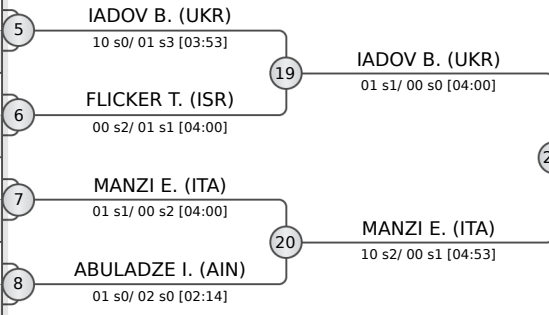 5
IADOV B. (UKR)
10 s0/ 01 s3 [03:53]
19
IADOV B. (UKR)
01 s1/ 00 s0 [04:00]
6
FLICKER T. (ISR)
00 s2/ 01 s1 [04:00]
7
MANZI E. (ITA)
01 s1/ 00 s2 [04:00]
20
MANZI E. (ITA)
10 s2/ 00 s1 [04:53]
8
ABULADZE I. (AIN)
01 s0/ 02 s0 [02:14]